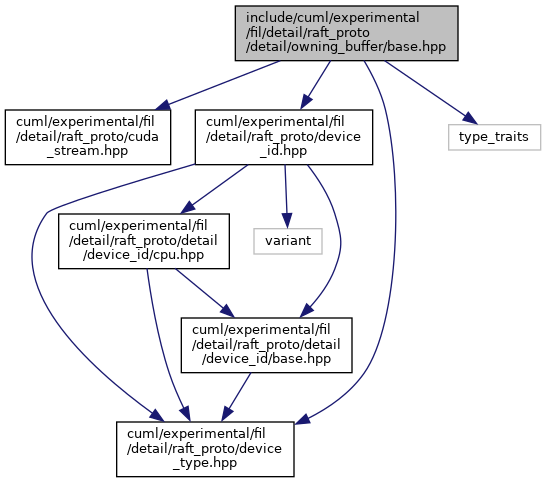 include/cuml/experimental
/fil/detail/raft_proto
/detail/owning_buffer/base.hpp
cuml/experimental/fil
/detail/raft_proto/cuda
_stream.hpp
cuml/experimental/fil
/detail/raft_proto/device
_id.hpp
type_traits
cuml/experimental/fil
/detail/raft_proto/detail
/device_id/cpu.hpp
variant
cuml/experimental/fil
/detail/raft_proto/detail
/device_id/base.hpp
cuml/experimental/fil
/detail/raft_proto/device
_type.hpp